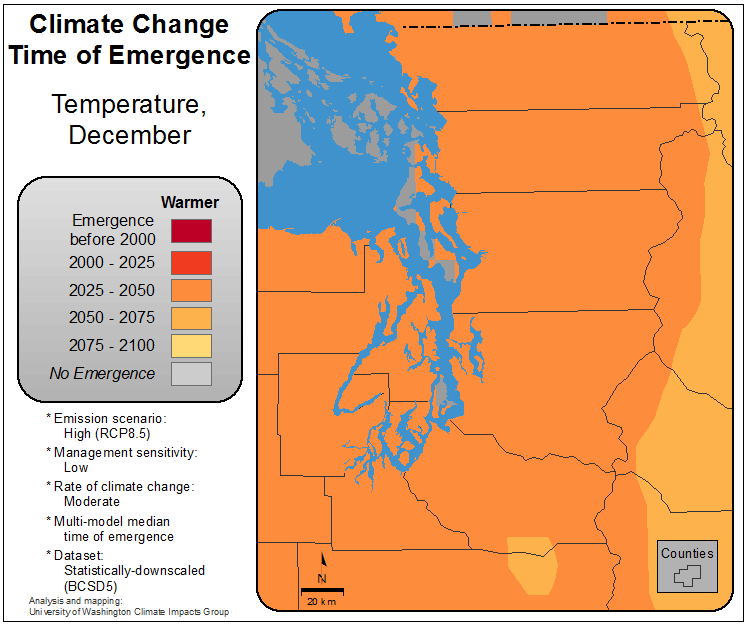 Climate Change
Time of Emergence
Temperature,
December
Warmer
Emergence
before 2000
2000 - 2025
2025 - 2050
2050 - 2075
2075 - 2100
No Emergence
* Emission scenario:
High (RCP8.5)
* Management sensitivity:
Low
* Rate of climate change:
Moderate
* Multi-model median
time of emergence
* Dataset:
Statistically-downscaled
(BCSD5)
Analysis and mapping:
University of Washington Climate Impacts Group
N
20 km
Counties